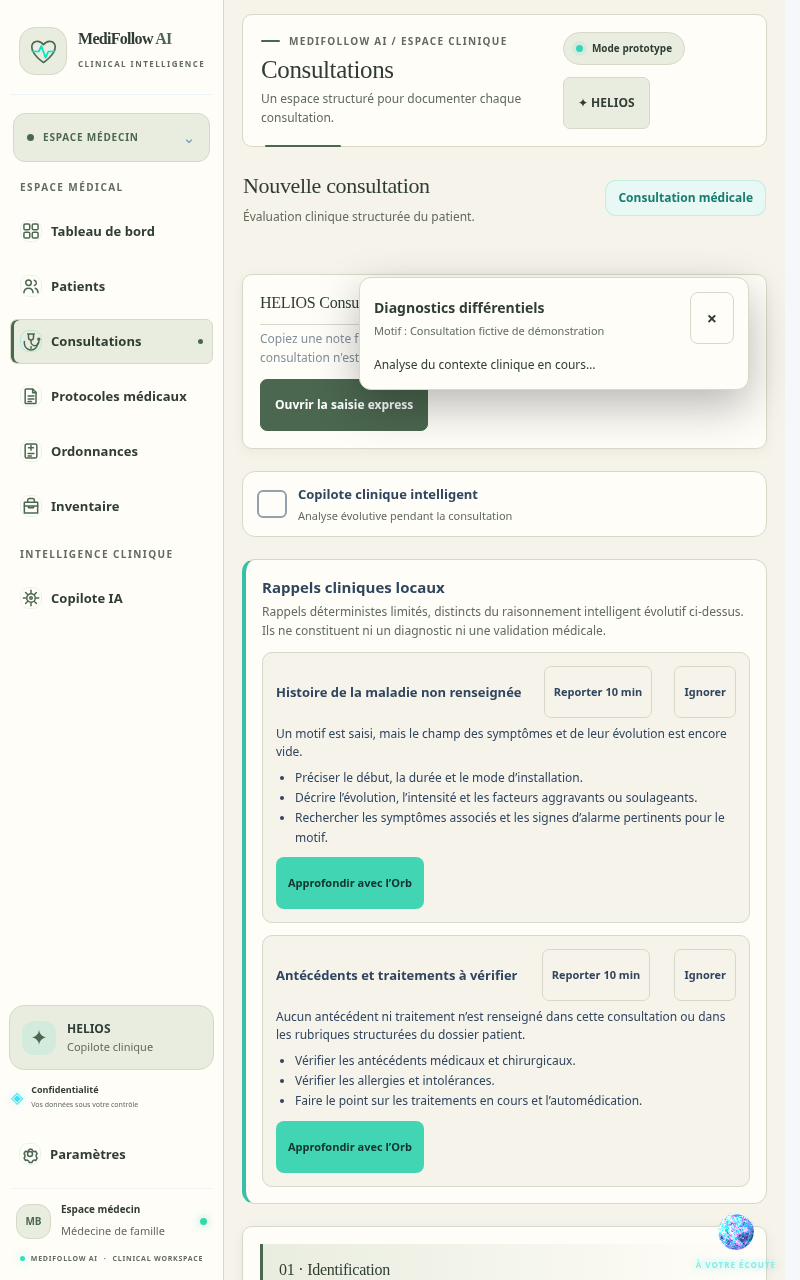 MediFollow AI
CLINICAL INTELLIGENCE
ESPACE MÉDECIN
ESPACE MÉDICAL
Tableau de bord
Patients
Consultations
Protocoles médicaux
Ordonnances
Inventaire
INTELLIGENCE CLINIQUE
Copilote IA
HELIOS
Copilote clinique
Confidentialité
Vos données sous votre contrôle
Paramètres
MB
Espace médecin
Médecine de famille
MEDIFOLLOW AI · CLINICAL WORKSPACE
MEDIFOLLOW AI / ESPACE CLINIQUE
Consultations
Un espace structuré pour documenter chaque
consultation.
Mode prototype
✦ HELIOS
Nouvelle consultation
Évaluation clinique structurée du patient.
Consultation médicale
HELIOS Consu
Copiez une note f
consultation n'est
Ouvrir la saisie express
Diagnostics différentiels
Motif : Consultation fictive de démonstration
×
Analyse du contexte clinique en cours…
Copilote clinique intelligent
Analyse évolutive pendant la consultation
Rappels cliniques locaux
Rappels déterministes limités, distincts du raisonnement intelligent évolutif ci-dessus.
Ils ne constituent ni un diagnostic ni une validation médicale.
Histoire de la maladie non renseignée
Reporter 10 min
Ignorer
Un motif est saisi, mais le champ des symptômes et de leur évolution est encore
vide.
• Préciser le début, la durée et le mode d’installation.
• Décrire l’évolution, l’intensité et les facteurs aggravants ou soulageants.
• Rechercher les symptômes associés et les signes d’alarme pertinents pour le
motif.
Approfondir avec l’Orb
Antécédents et traitements à vérifier
Reporter 10 min
Ignorer
Aucun antécédent ni traitement n’est renseigné dans cette consultation ou dans
les rubriques structurées du dossier patient.
• Vérifier les antécédents médicaux et chirurgicaux.
• Vérifier les allergies et intolérances.
• Faire le point sur les traitements en cours et l’automédication.
Approfondir avec l’Orb
01 · Identification
À VOTRE ÉCOUTE